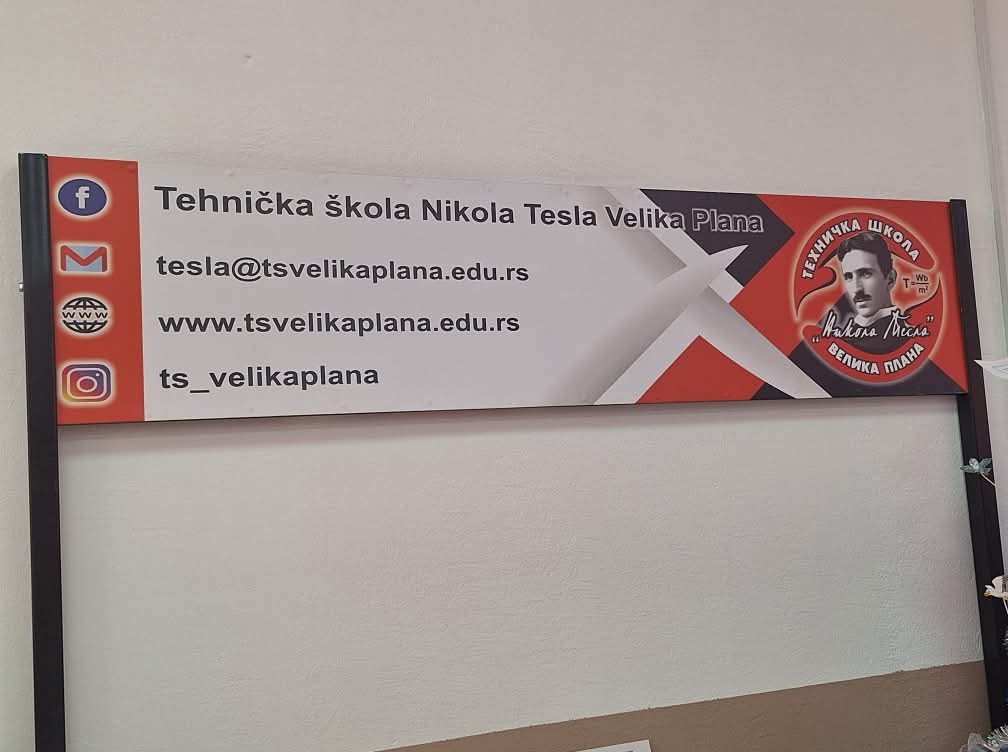 Tehnička škola Nikola Tesla Velika Plana
tesla@tsvelikaplana.edu.rs
www.tsvelikaplana.edu.rs
ts_velikaplana
f
M
WWW
ТЕХНИЧКА ШКОЛА
T=Wb/m²
„Никола Тесла”
ВЕЛИКА ПЛАНА